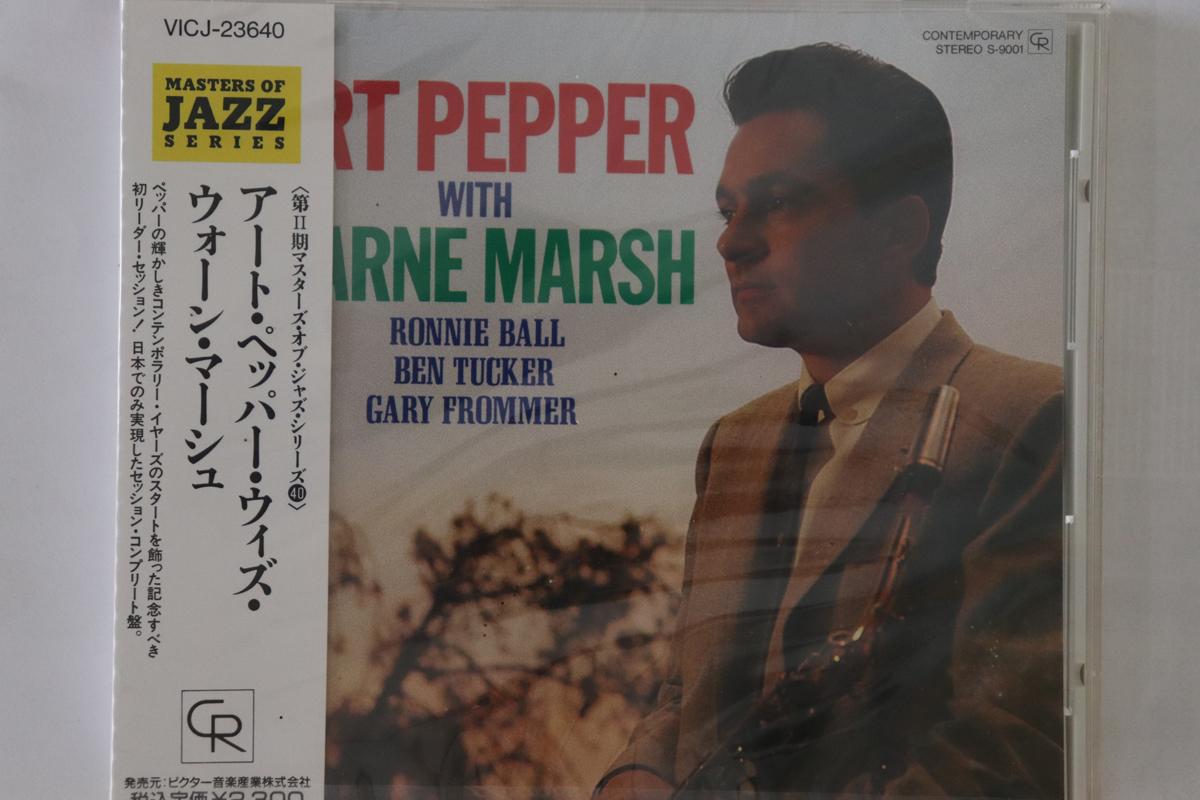 VICJ-23640
MASTERS OF
JAZZ
SERIES
〈第II期マスターズ・オブ・ジャズ・シリーズ㊵〉
アート・ペッパー・ウィズ・
ウォーン・マーシュ
ペッパーの輝かしきコンテンポラリー・イヤーズのスタートを飾った記念すべき
初リーダー・セッション! 日本でのみ実現したセッション・コンプリート盤。
CR
発売元:ビクター音楽産業株式会社
税込定価¥2,200
CONTEMPORARY CR
STEREO S-9001
RT PEPPER
WITH
ARNE MARSH
RONNIE BALL
BEN TUCKER
GARY FROMMER